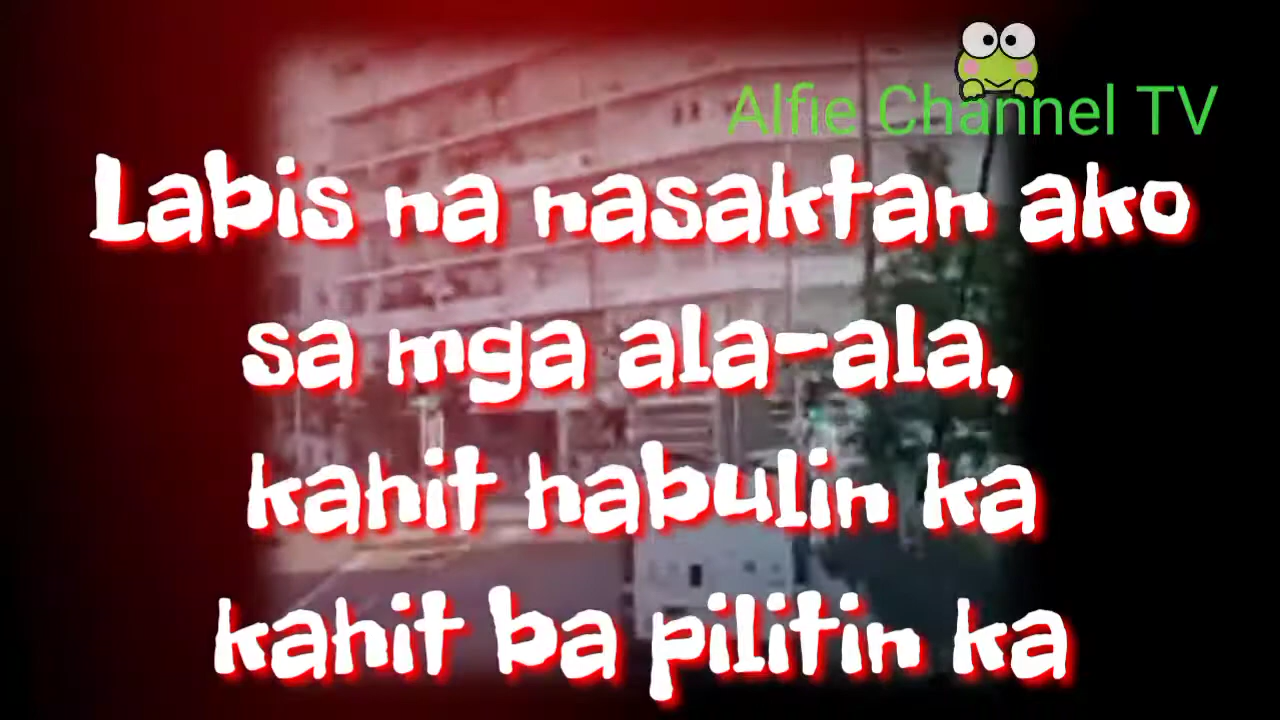 Alfie Channel TV
Labis na nasaktan ako
sa mga ala-ala,
kahit habulin ka
kahit ba pilitin ka